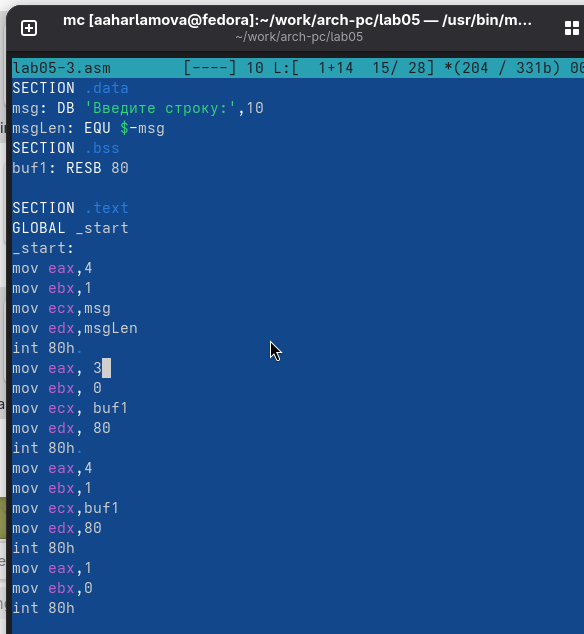 mc [aaharlamova@fedora]:~/work/arch-pc/lab05 — /usr/bin/m…
~/work/arch-pc/lab05
lab05-3.asm        [----] 10 L:[  1+14  15/ 28] *(204 / 331b) 00
SECTION .data
msg: DB 'Введите строку:',10
msgLen: EQU $-msg
SECTION .bss
buf1: RESB 80
SECTION .text
GLOBAL _start
_start:
mov eax,4
mov ebx,1
mov ecx,msg
mov edx,msgLen
int 80h.
mov eax, 3
mov ebx, 0
mov ecx, buf1
mov edx, 80
int 80h.
mov eax,4
mov ebx,1
mov ecx,buf1
mov edx,80
int 80h
mov eax,1
mov ebx,0
int 80h